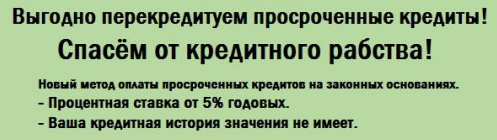 Выгодно перекредитуем просроченные кредиты!
Спасём от кредитного рабства!
Новый метод оплаты просроченных кредитов на законных основаниях.
- Процентная ставка от 5% годовых.
- Ваша кредитная история значения не имеет.